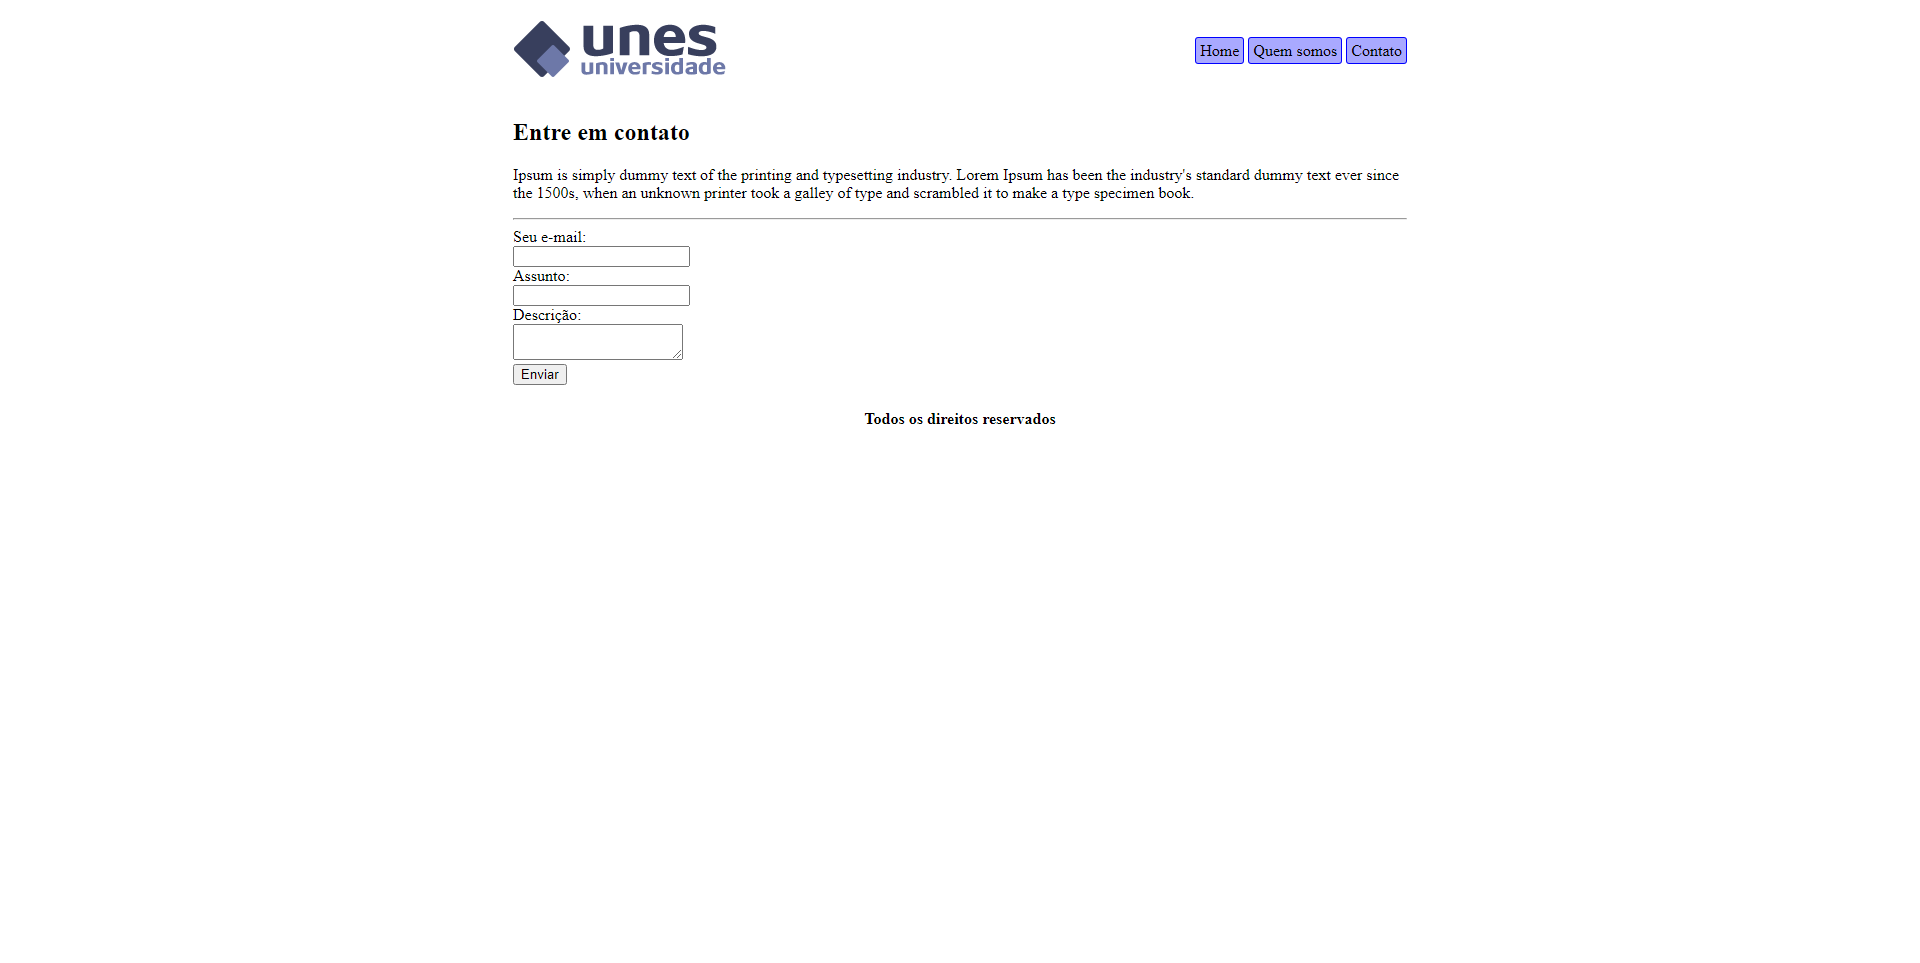 unes
universidade
Home Quem somos Contato
Entre em contato
Ipsum is simply dummy text of the printing and typesetting industry. Lorem Ipsum has been the industry's standard dummy text ever since
the 1500s, when an unknown printer took a galley of type and scrambled it to make a type specimen book.
Seu e-mail:
Assunto:
Descrição:
Enviar
Todos os direitos reservados